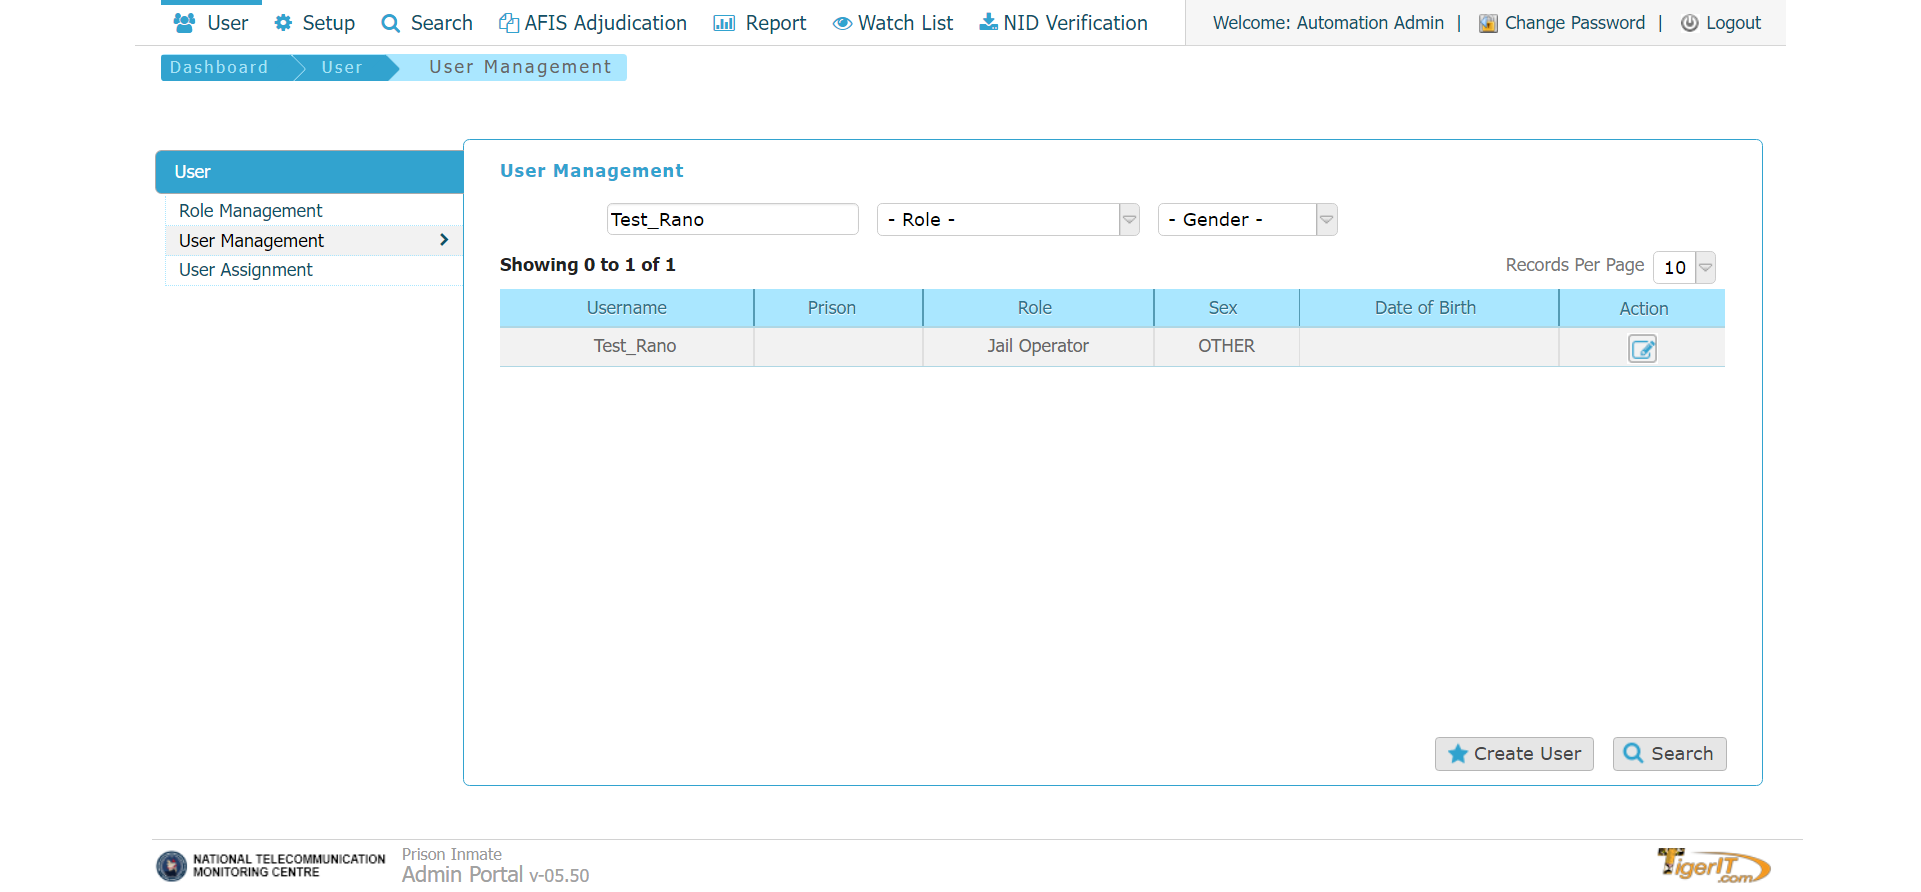 User Setup Search AFIS Adjudication Report Watch List NID Verification Welcome: Automation Admin | Change Password | Logout
Dashboard User User Management
User
Role Management
User Management
User Assignment
User Management
Test_Rano - Role - - Gender -
Showing 0 to 1 of 1 Records Per Page 10
Username Prison Role Sex Date of Birth Action
Test_Rano Jail Operator OTHER
Create User Search
NATIONAL TELECOMMUNICATION
MONITORING CENTRE
Prison Inmate
Admin Portal v-05.50
TigerIT.com